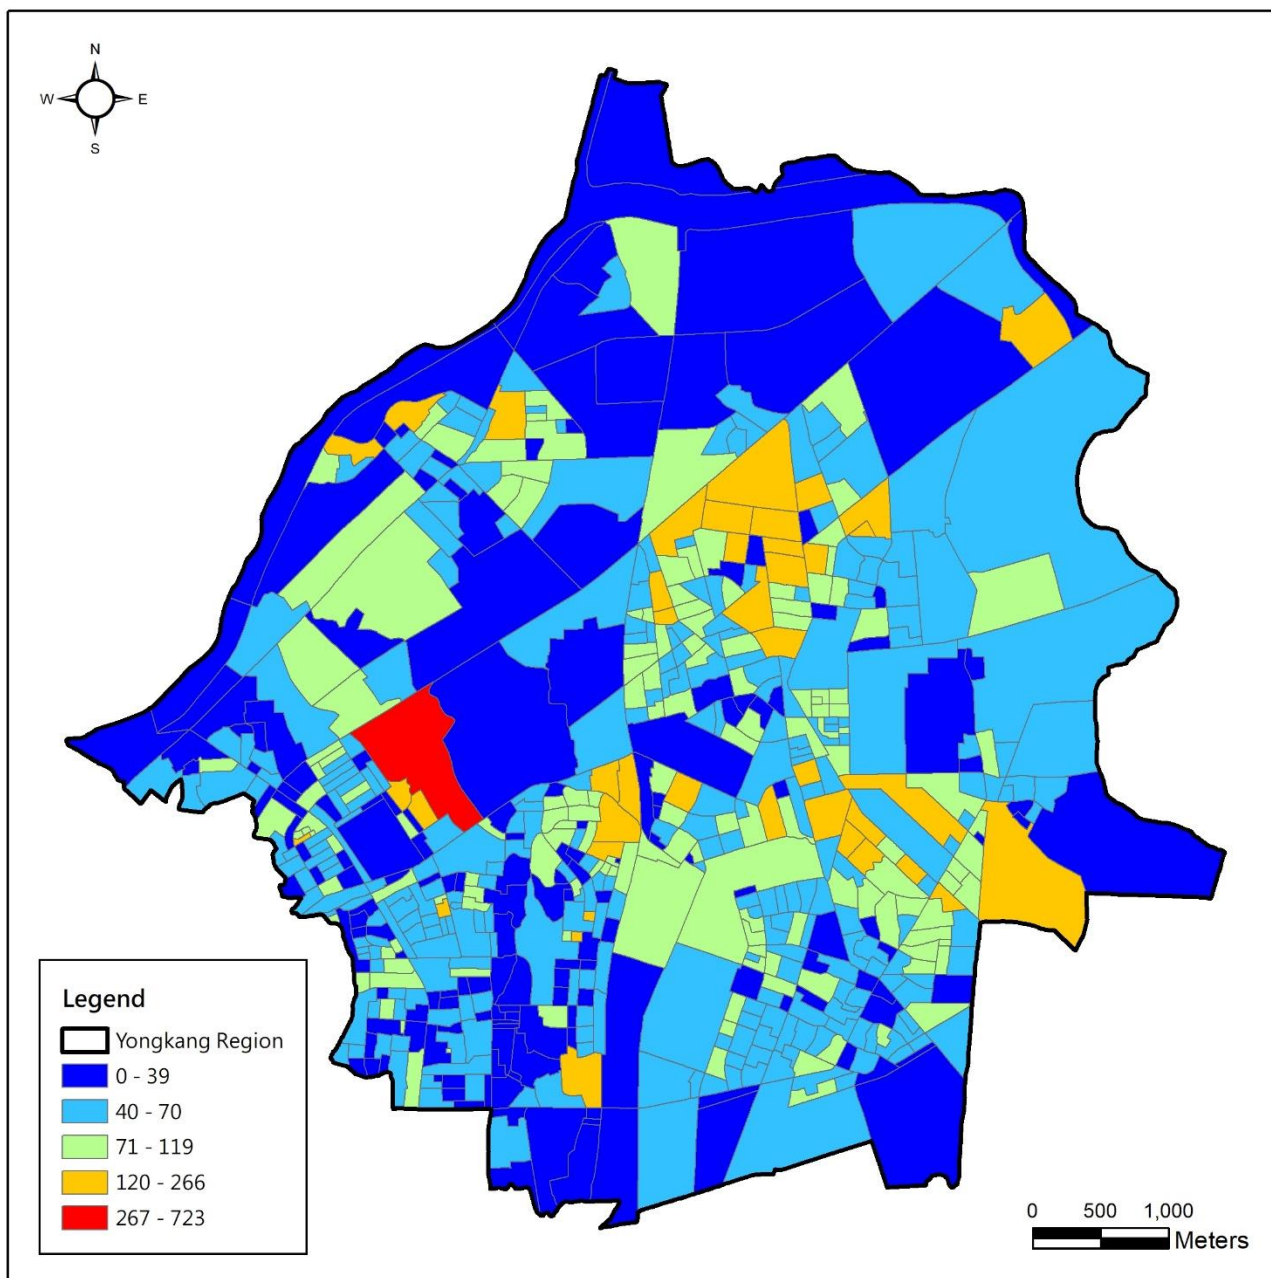 N
W E
S
Legend
Yongkang Region
0 - 39
40 - 70
71 - 119
120 - 266
267 - 723
0 500 1,000
Meters